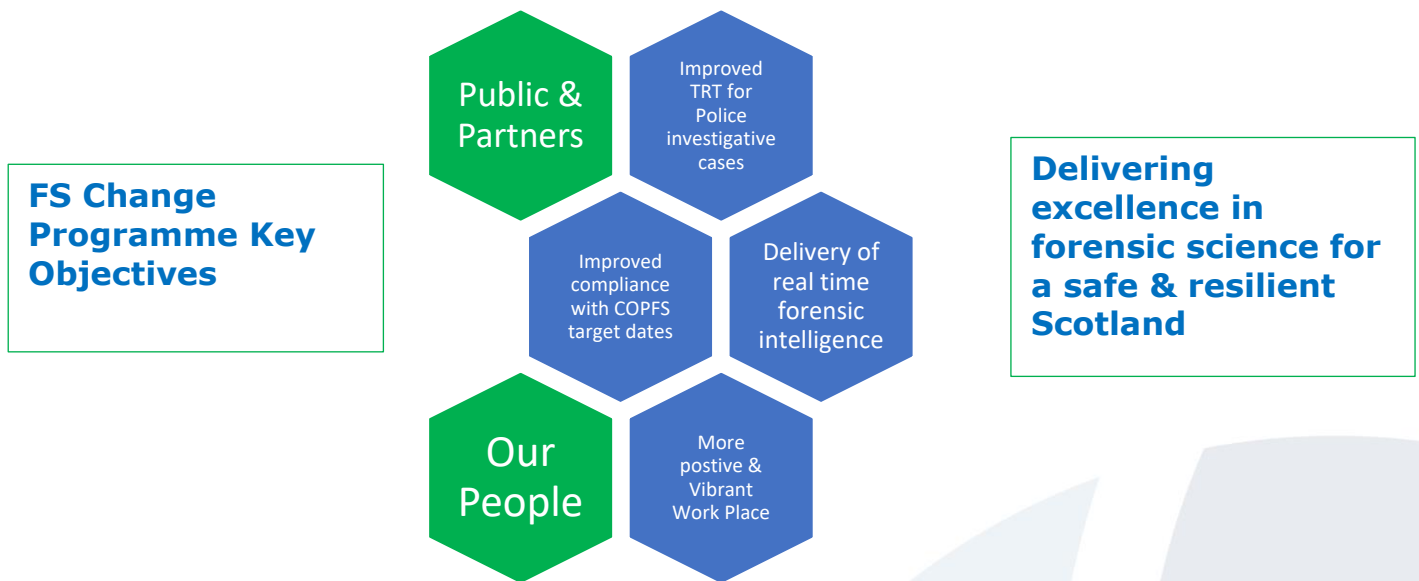 FS Change
Programme Key
Objectives
Public &
Partners
Improved
TRT for
Police
investigative
cases
Improved
compliance
with COPFS
target dates
Delivery of
real time
forensic
intelligence
Our
People
More
postive &
Vibrant
Work Place
Delivering
excellence in
forensic science for
a safe & resilient
Scotland